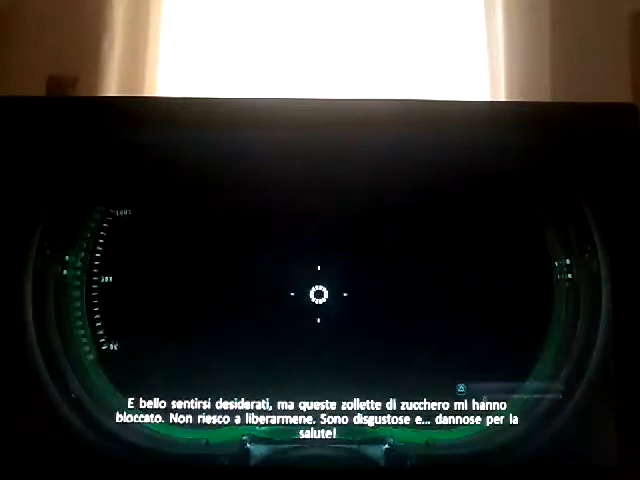 E bello sentirsi desiderati, ma queste zollette di zucchero mi hanno
bloccato. Non riesco a liberarmene. Sono disgustose e... dannose per la
salute!